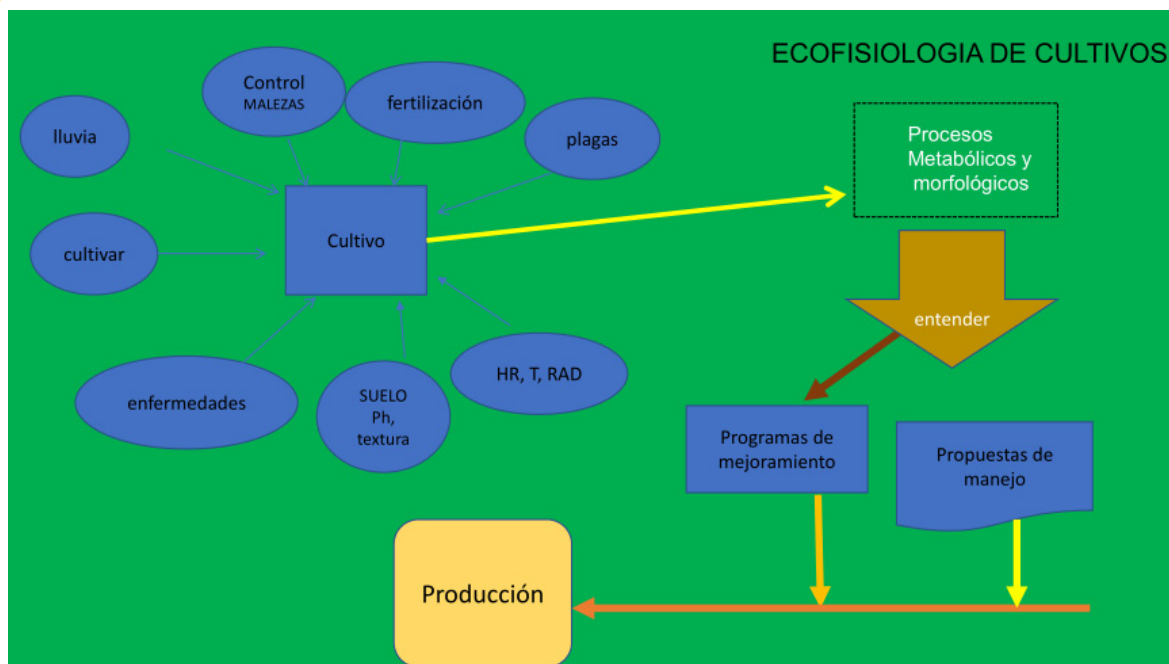 ECOFISIOLOGIA DE CULTIVOS
Control
MALEZAS
fertilización
lluvia
plagas
Procesos
Metabólicos y
morfológicos
Cultivo
cultivar
entender
HR, T, RAD
enfermedades
SUELO
Ph,
textura
Programas de
mejoramiento
Propuestas de
manejo
Producción